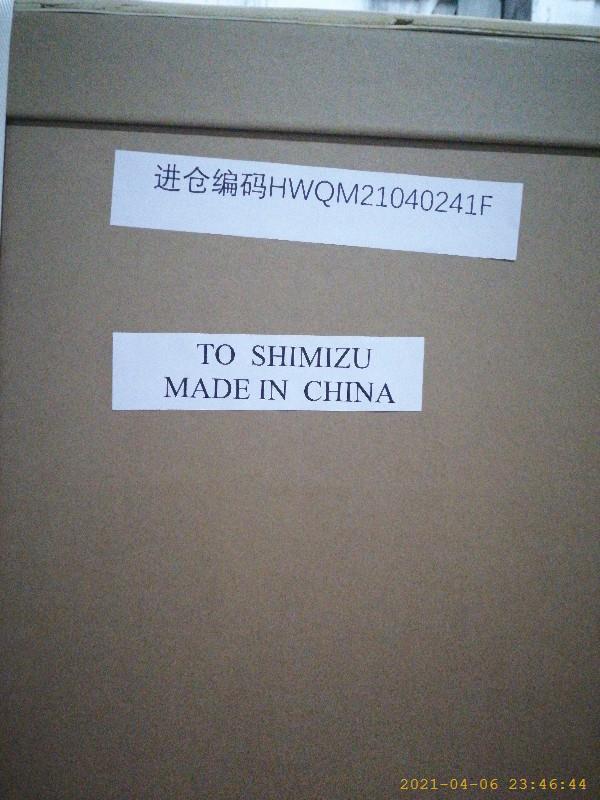 进仓编码HWQM21040241F
TO SHIMIZU
MADE IN CHINA
2021-04-06 23:46:44